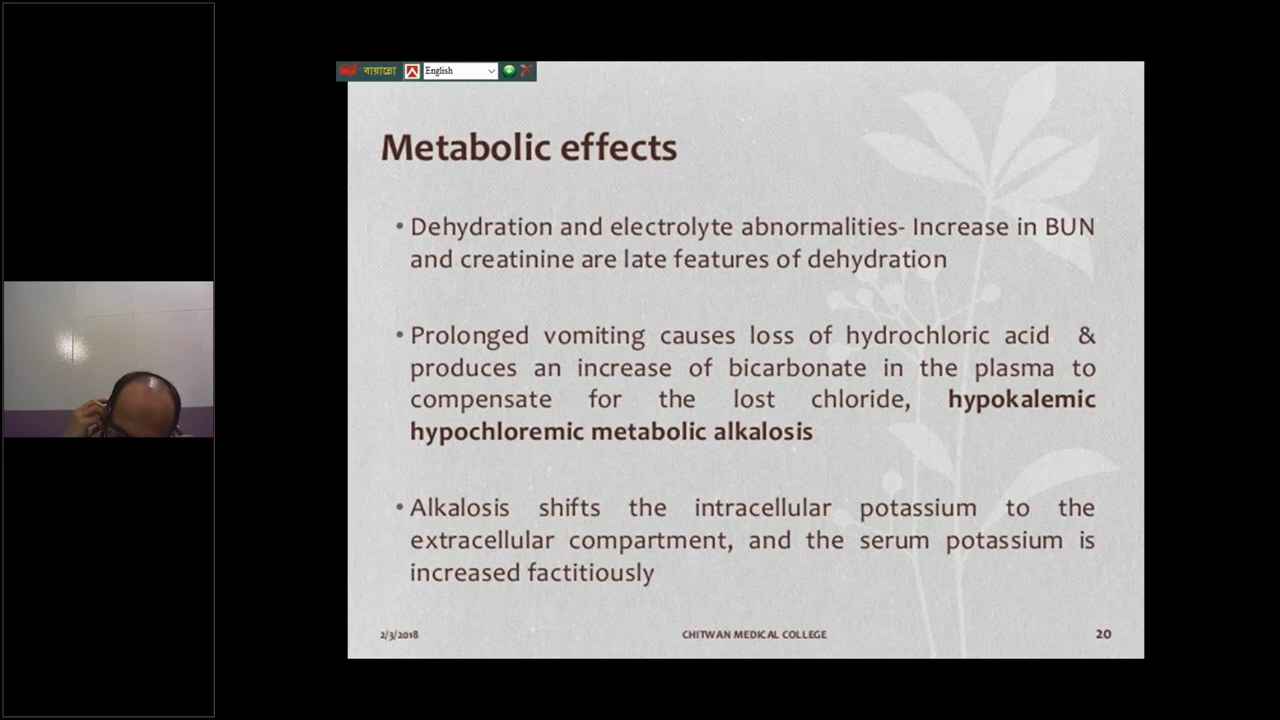 বায়ান্নো English
Metabolic effects
• Dehydration and electrolyte abnormalities- Increase in BUN
and creatinine are late features of dehydration
• Prolonged vomiting causes loss of hydrochloric acid &
produces an increase of bicarbonate in the plasma to
compensate for the lost chloride, hypokalemic
hypochloremic metabolic alkalosis
• Alkalosis shifts the intracellular potassium to the
extracellular compartment, and the serum potassium is
increased factitiously
2/3/2018 CHITWAN MEDICAL COLLEGE 20